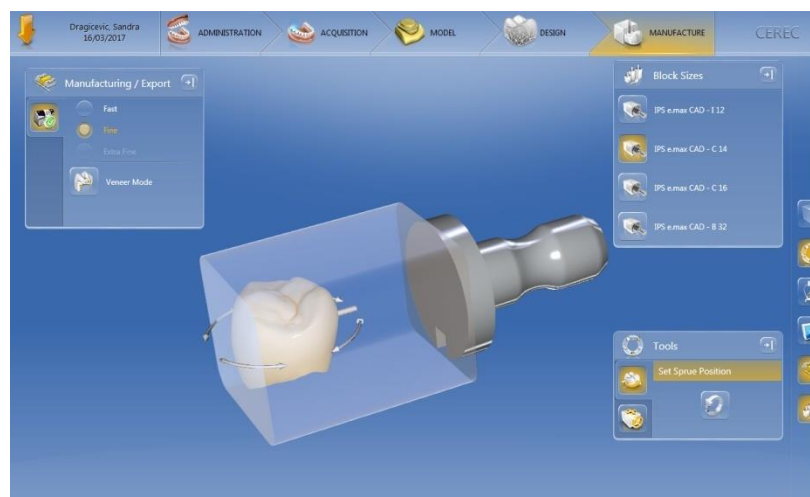 Dragicevic, Sandra
16/03/2017
ADMINISTRATION
ACQUISITION
MODEL
DESIGN
MANUFACTURE
CEREC
Manufacturing / Export
Fast
Fine
Extra Fine
Veneer Mode
Block Sizes
IPS e.max CAD - I 12
IPS e.max CAD - C 14
IPS e.max CAD - C 16
IPS e.max CAD - B 32
Tools
Set Sprue Position